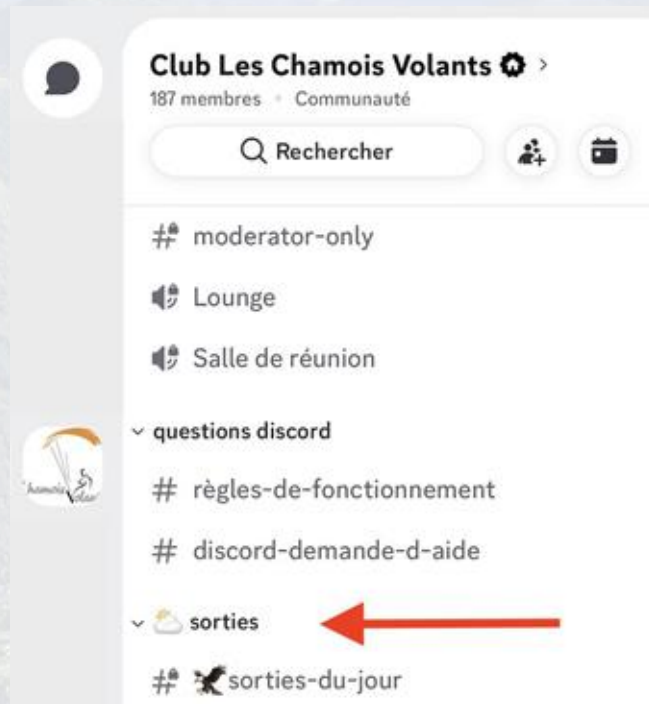 Club Les Chamois Volants
187 membres • Communauté
Rechercher
# moderator-only
Lounge
Salle de réunion
questions discord
# règles-de-fonctionnement
# discord-demande-d-aide
sorties
# sorties-du-jour